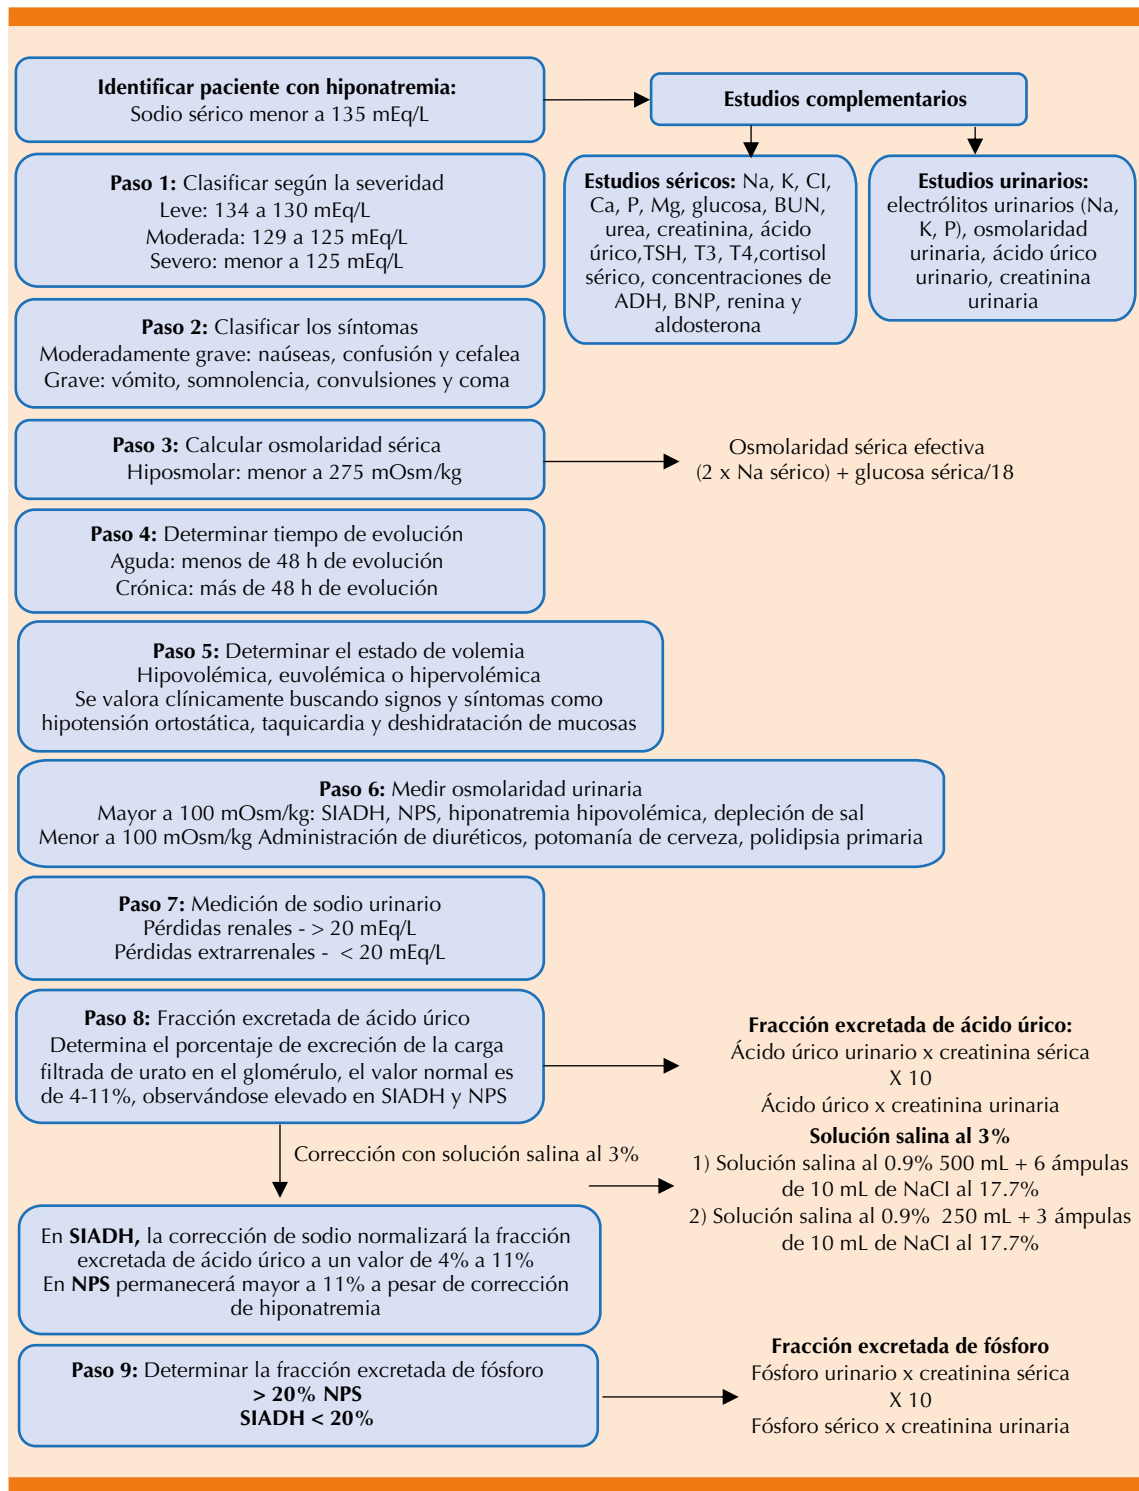 Identificar paciente con hiponatremia:
Sodio sérico menor a 135 mEq/L
Estudios complementarios
Estudios séricos: Na, K, CI,
Ca, P, Mg, glucosa, BUN,
urea, creatinina, ácido
úrico,TSH, T3, T4,cortisol
sérico, concentraciones de
ADH, BNP, renina y
aldosterona
Estudios urinarios:
electrólitos urinarios (Na,
K, P), osmolaridad
urinaria, ácido úrico
urinario, creatinina
urinaria
Paso 1: Clasificar según la severidad
Leve: 134 a 130 mEq/L
Moderada: 129 a 125 mEq/L
Severo: menor a 125 mEq/L
Paso 2: Clasificar los síntomas
Moderadamente grave: naúseas, confusión y cefalea
Grave: vómito, somnolencia, convulsiones y coma
Paso 3: Calcular osmolaridad sérica
Hiposmolar: menor a 275 mOsm/kg
Osmolaridad sérica efectiva
(2 x Na sérico) + glucosa sérica/18
Paso 4: Determinar tiempo de evolución
Aguda: menos de 48 h de evolución
Crónica: más de 48 h de evolución
Paso 5: Determinar el estado de volemia
Hipovolémica, euvolémica o hipervolémica
Se valora clínicamente buscando signos y síntomas como
hipotensión ortostática, taquicardia y deshidratación de mucosas
Paso 6: Medir osmolaridad urinaria
Mayor a 100 mOsm/kg: SIADH, NPS, hiponatremia hipovolémica, depleción de sal
Menor a 100 mOsm/kg Administración de diuréticos, potomanía de cerveza, polidipsia primaria
Paso 7: Medición de sodio urinario
Pérdidas renales - > 20 mEq/L
Pérdidas extrarrenales - < 20 mEq/L
Paso 8: Fracción excretada de ácido úrico
Determina el porcentaje de excreción de la carga
filtrada de urato en el glomérulo, el valor normal es
de 4-11%, observándose elevado en SIADH y NPS
Fracción excretada de ácido úrico:
Ácido úrico urinario x creatinina sérica
X 10
Ácido úrico x creatinina urinaria
Corrección con solución salina al 3%
Solución salina al 3%
1) Solución salina al 0.9% 500 mL + 6 ámpulas
de 10 mL de NaCI al 17.7%
2) Solución salina al 0.9% 250 mL + 3 ámpulas
de 10 mL de NaCI al 17.7%
En SIADH, la corrección de sodio normalizará la fracción
excretada de ácido úrico a un valor de 4% a 11%
En NPS permanecerá mayor a 11% a pesar de corrección
de hiponatremia
Paso 9: Determinar la fracción excretada de fósforo
> 20% NPS
SIADH < 20%
Fracción excretada de fósforo
Fósforo urinario x creatinina sérica
X 10
Fósforo sérico x creatinina urinaria